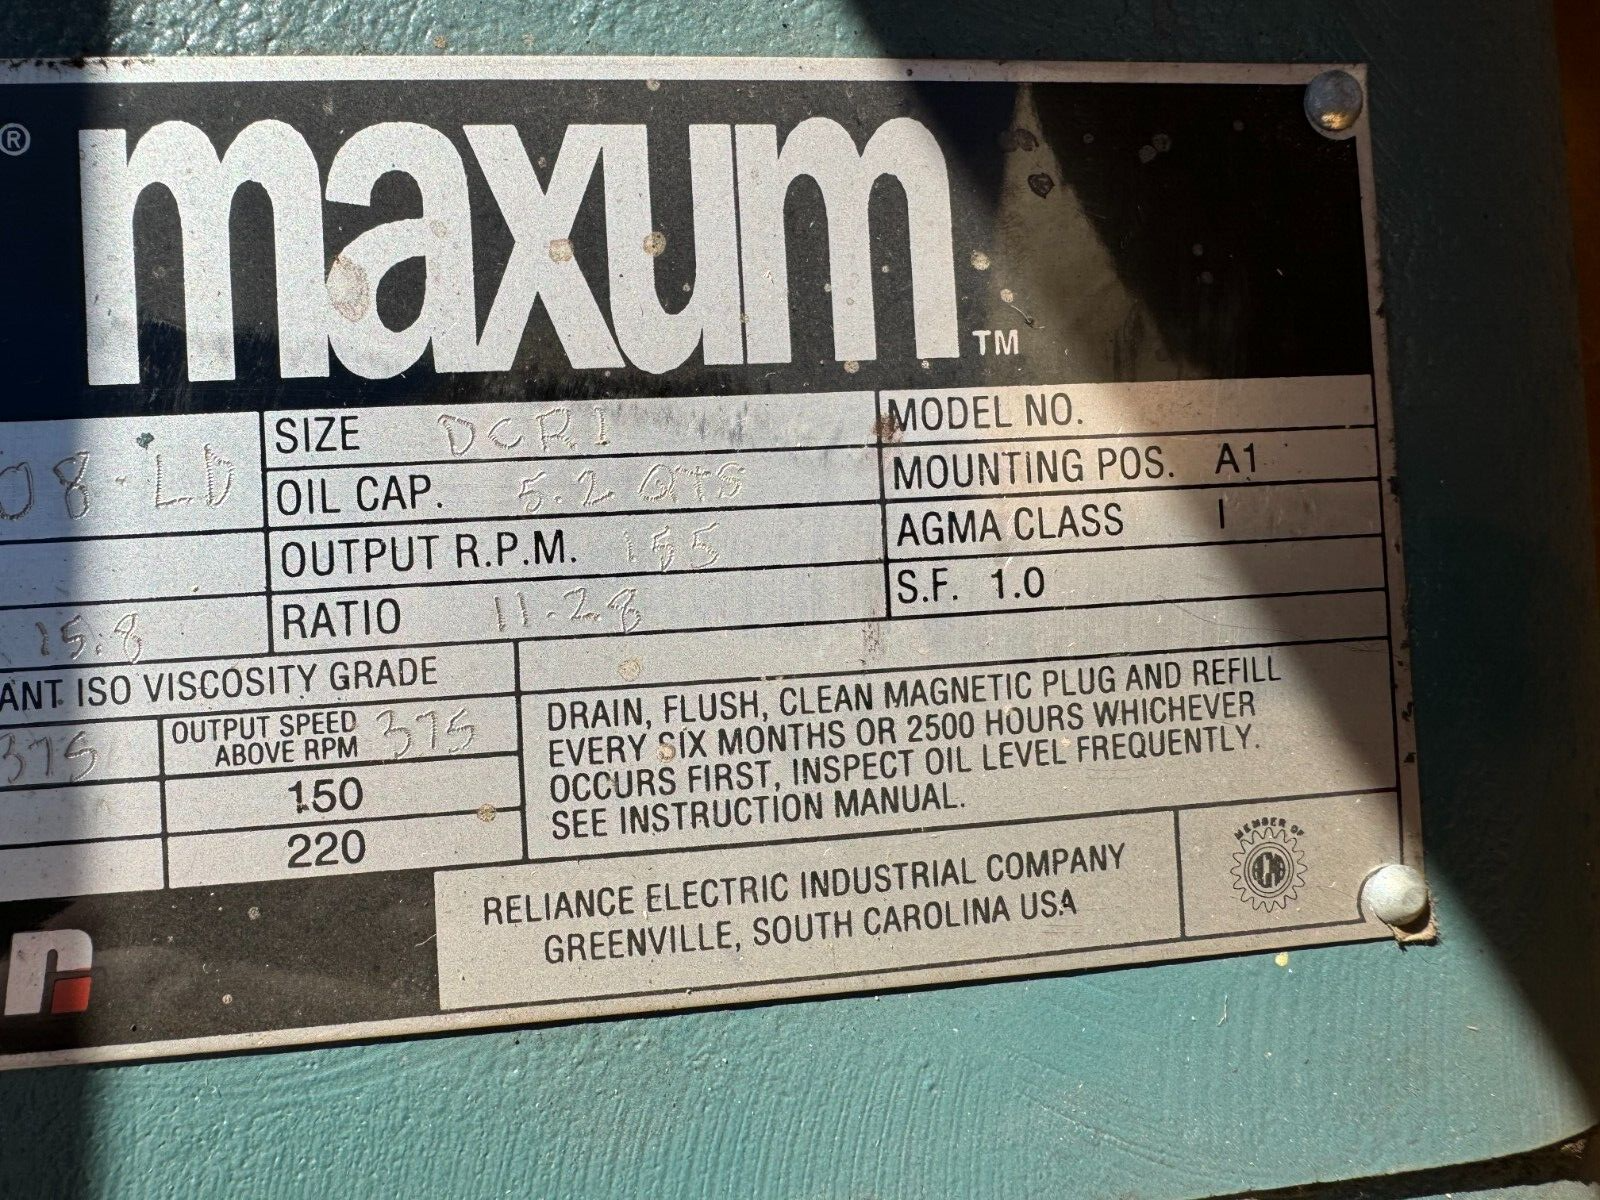 ® maxum TM
08-LD SIZE DCR1 MODEL NO.
OIL CAP. 5.2 QTS MOUNTING POS. A1
OUTPUT R.P.M. 155 AGMA CLASS I
15.8 RATIO 11.28 S.F. 1.0
ANT ISO VISCOSITY GRADE
375 OUTPUT SPEED
ABOVE RPM 375
150
220
DRAIN, FLUSH, CLEAN MAGNETIC PLUG AND REFILL
EVERY SIX MONTHS OR 2500 HOURS WHICHEVER
OCCURS FIRST, INSPECT OIL LEVEL FREQUENTLY.
SEE INSTRUCTION MANUAL.
RELIANCE ELECTRIC INDUSTRIAL COMPANY
GREENVILLE, SOUTH CAROLINA USA
MEMBER OF
AGMA